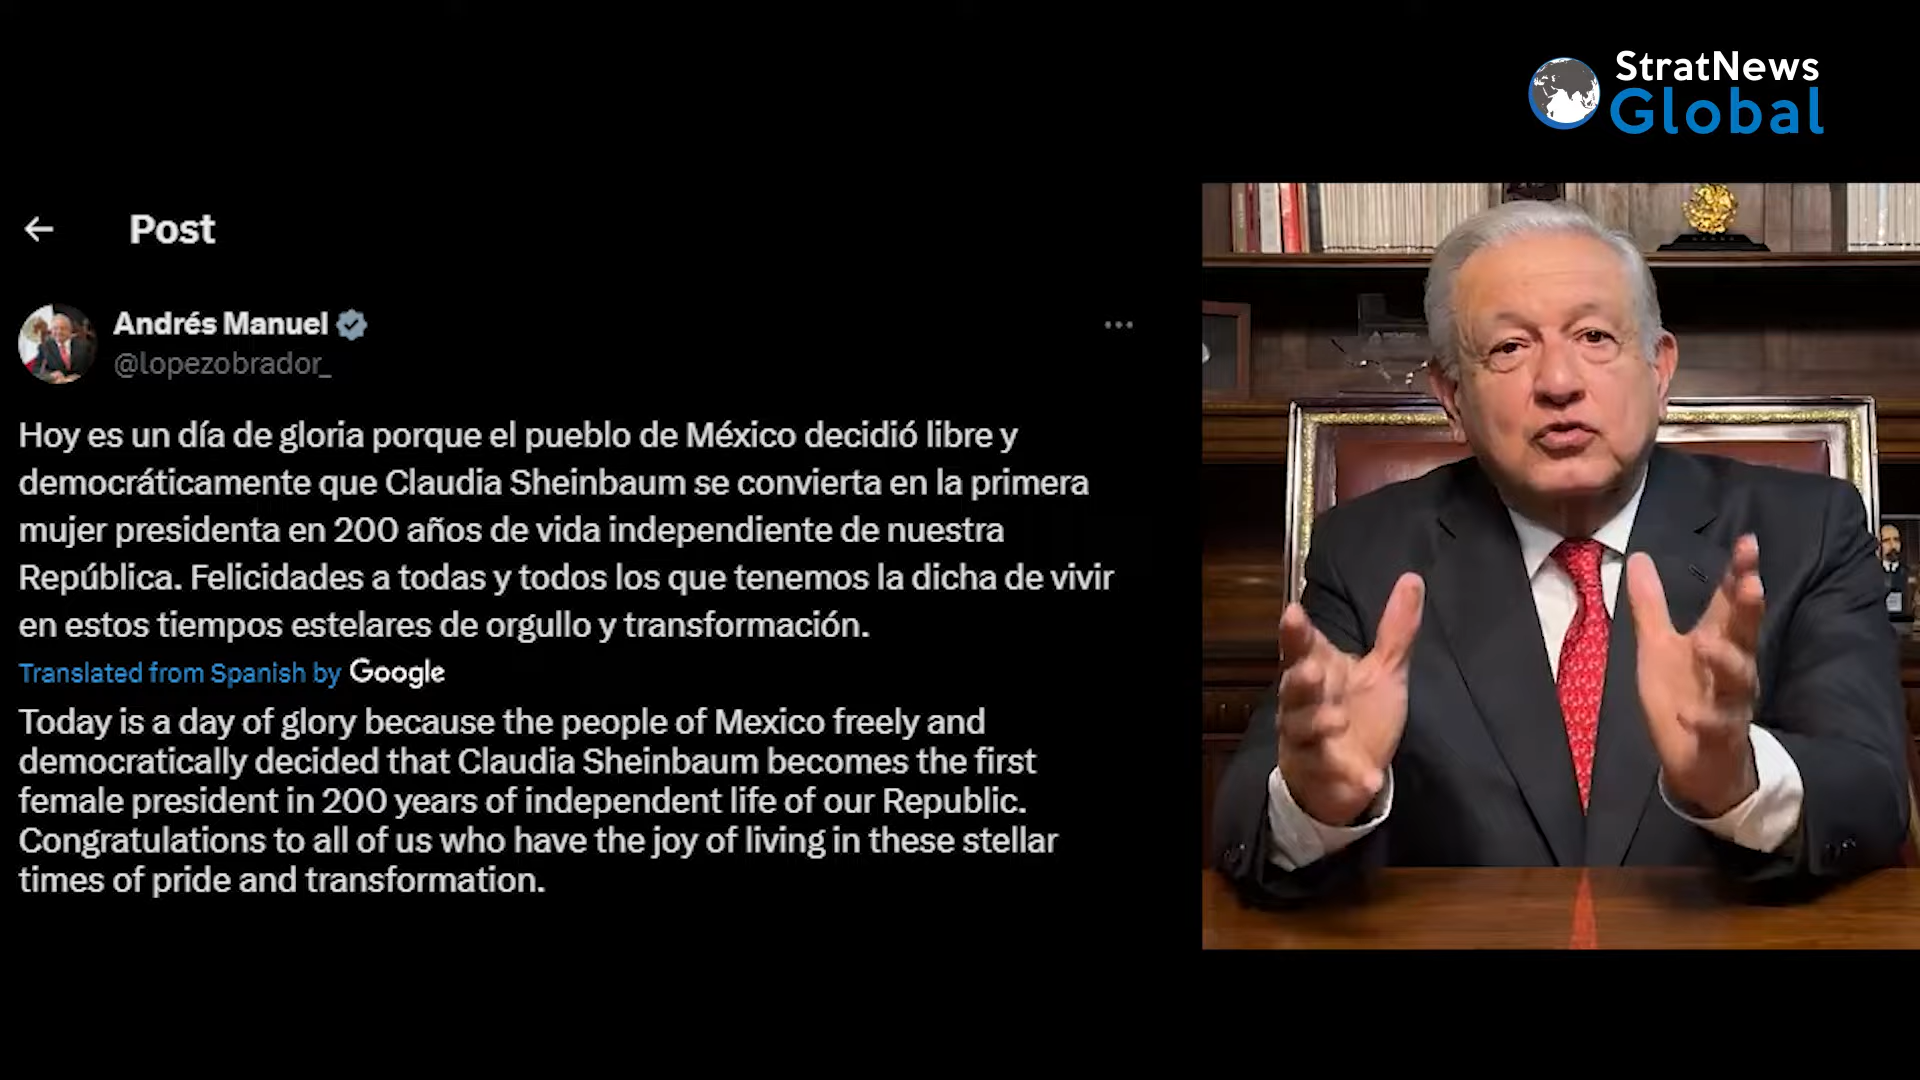 StratNews
Global
Post
Andrés Manuel
@lopezobrador_
Hoy es un día de gloria porque el pueblo de México decidió libre y
democráticamente que Claudia Sheinbaum se convierta en la primera
mujer presidenta en 200 años de vida independiente de nuestra
República. Felicidades a todas y todos los que tenemos la dicha de vivir
en estos tiempos estelares de orgullo y transformación.
Translated from Spanish by Google
Today is a day of glory because the people of Mexico freely and
democratically decided that Claudia Sheinbaum becomes the first
female president in 200 years of independent life of our Republic.
Congratulations to all of us who have the joy of living in these stellar
times of pride and transformation.